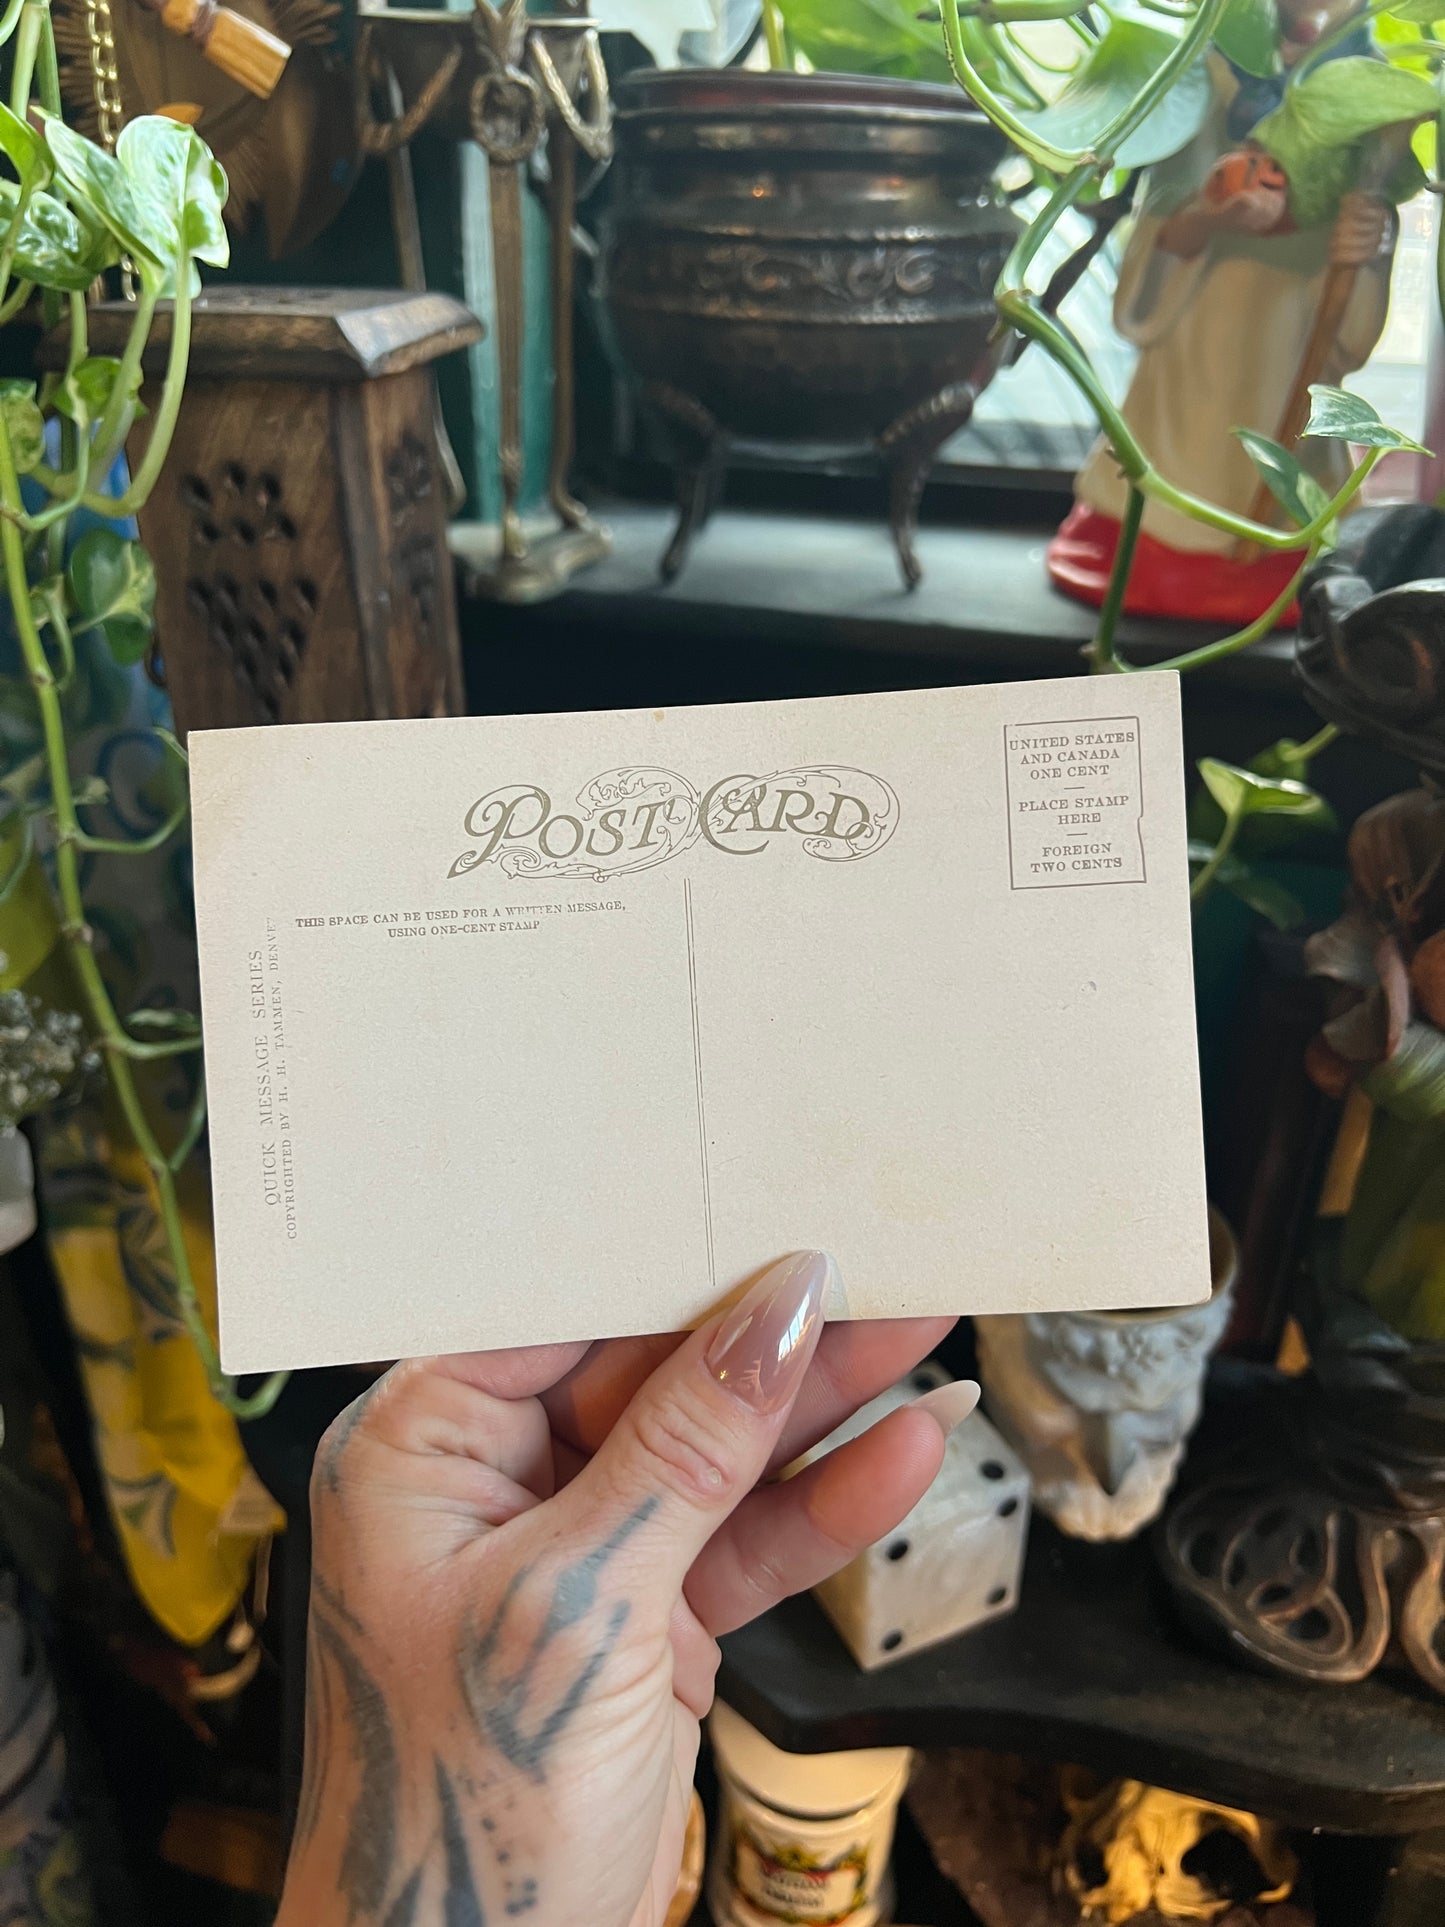 POST CARD
UNITED STATES
AND CANADA
ONE CENT
PLACE STAMP
HERE
FOREIGN
TWO CENTS
THIS SPACE CAN BE USED FOR A WRITTEN MESSAGE,
USING ONE-CENT STAMP
QUICK MESSAGE SERIES
COPYRIGHTED BY H. H. TAMMEN, DENVER